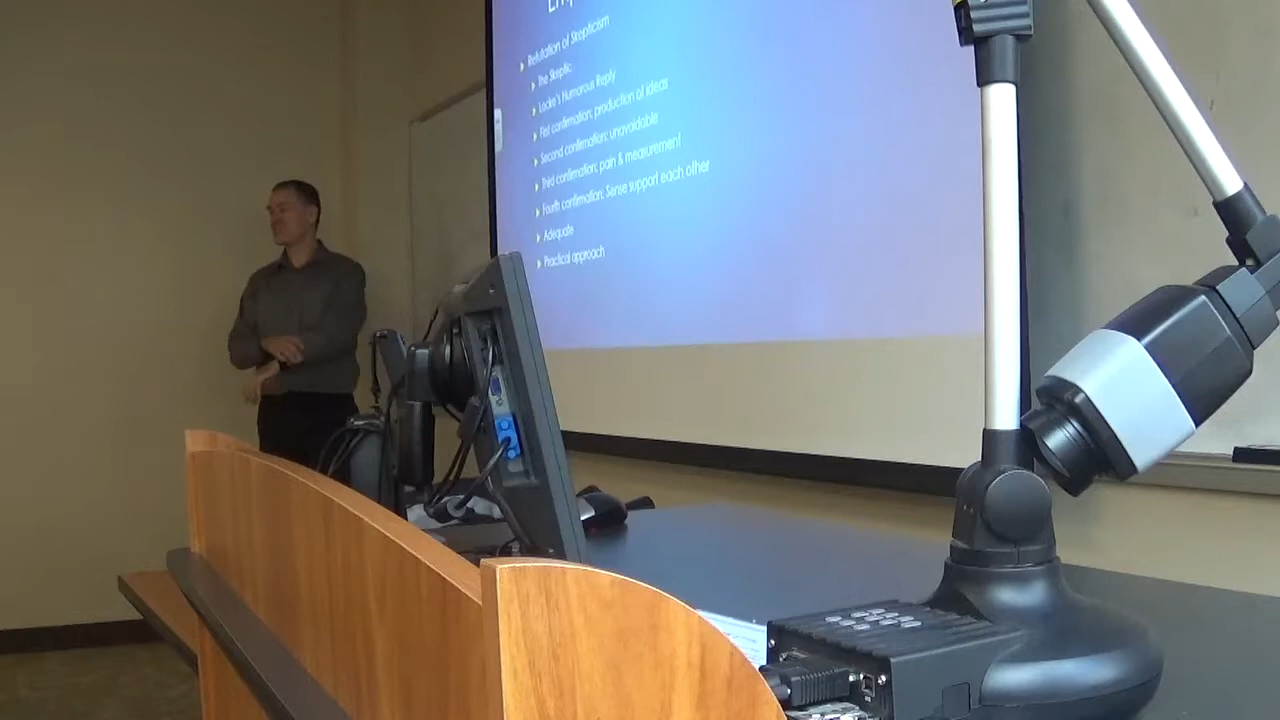 Refutation of Skepticism
The Skeptic
Locke's Humorous Reply
First confirmation: production of ideas
Second confirmation: unavoidable
Third confirmation: pain & measurement
Fourth confirmation: Sense support each other
Adequate
Practical approach